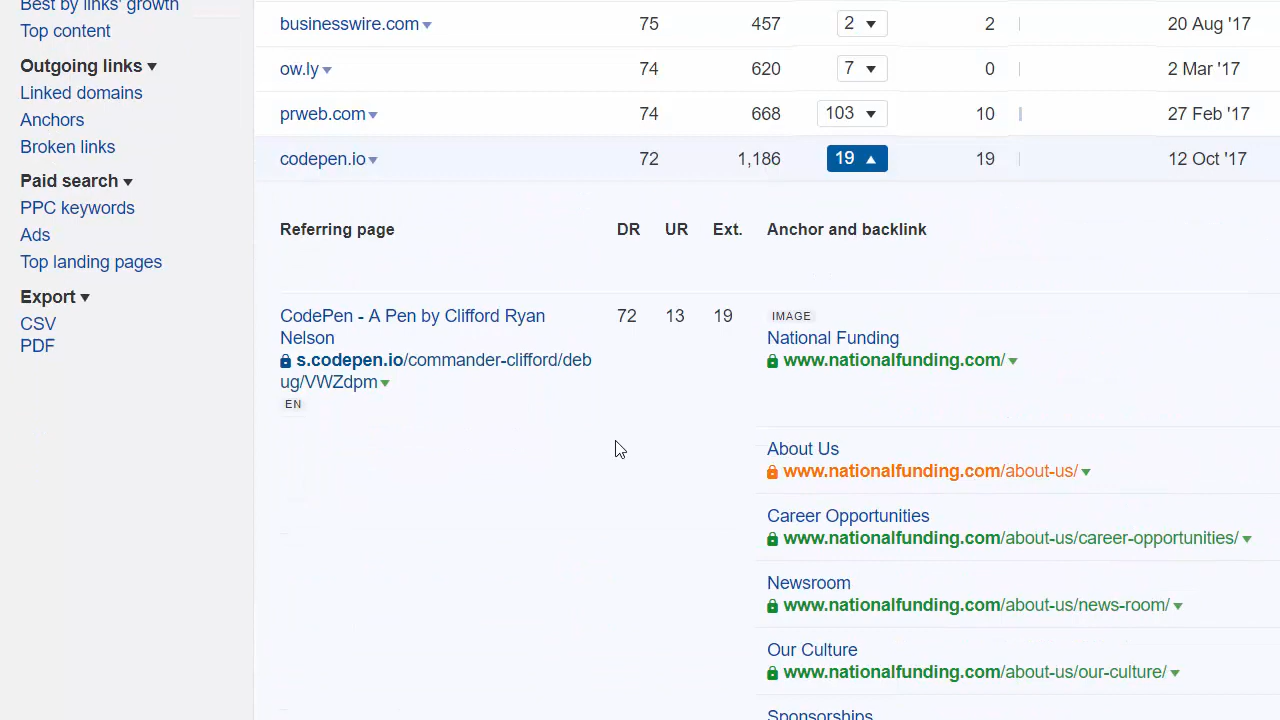 Best by links' growth
Top content
Outgoing links
Linked domains
Anchors
Broken links
Paid search
PPC keywords
Ads
Top landing pages
Export
CSV
PDF
businesswire.com 75 457 2 2 20 Aug '17
ow.ly 74 620 7 0 2 Mar '17
prweb.com 74 668 103 10 27 Feb '17
codepen.io 72 1,186 19 19 12 Oct '17
Referring page DR UR Ext. Anchor and backlink
CodePen - A Pen by Clifford Ryan
Nelson
s.codepen.io/commander-clifford/deb
ug/VWZdpm
EN
72 13 19
IMAGE
National Funding
www.nationalfunding.com/
About Us
www.nationalfunding.com/about-us/
Career Opportunities
www.nationalfunding.com/about-us/career-opportunities/
Newsroom
www.nationalfunding.com/about-us/news-room/
Our Culture
www.nationalfunding.com/about-us/our-culture/
Sponsorships